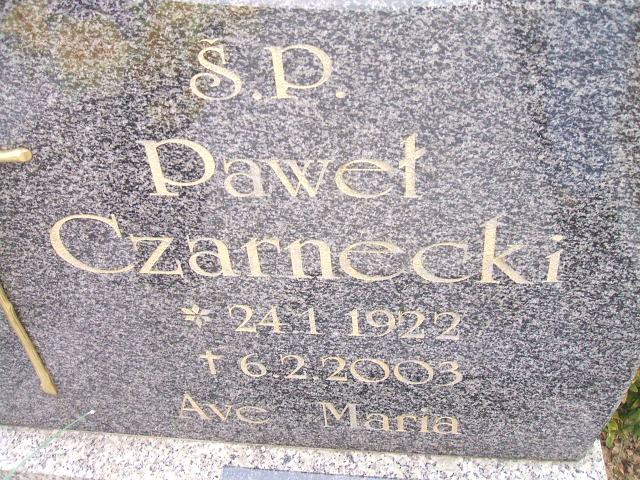 Ś.P.
Paweł
Czarnecki
* 24.1.1922
† 6.2.2003
Ave Maria